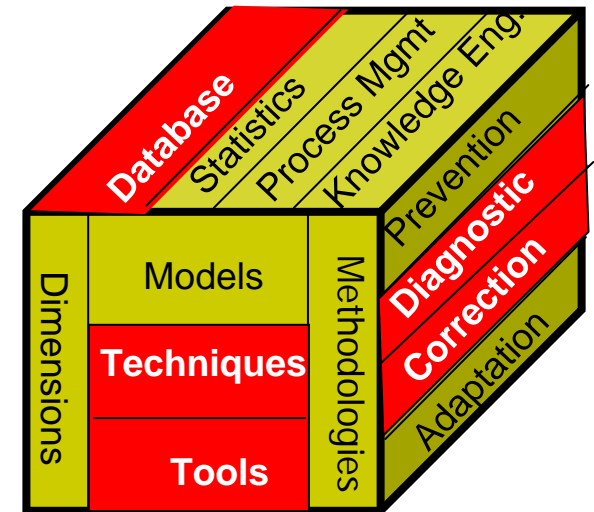 Database
Statistics
Process Mgmt
Knowledge Eng.
Prevention
Diagnostic
Correction
Adaptation
Dimensions
Models
Techniques
Tools
Methodologies